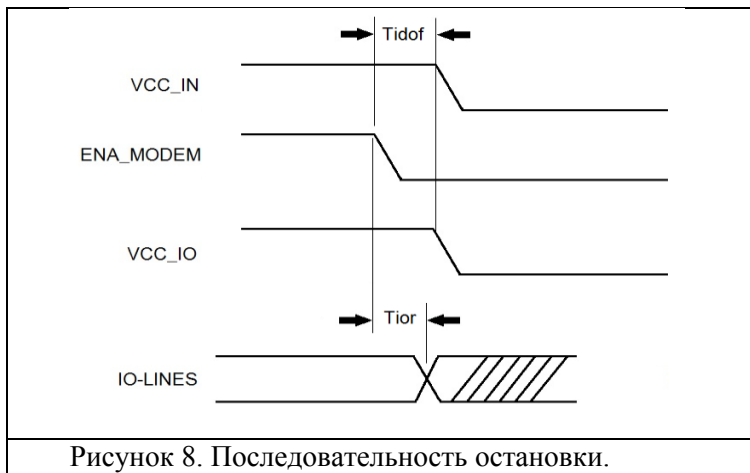 Tidof
VCC_IN
ENA_MODEM
VCC_IO
Tior
IO-LINES
Рисунок 8. Последовательность остановки.